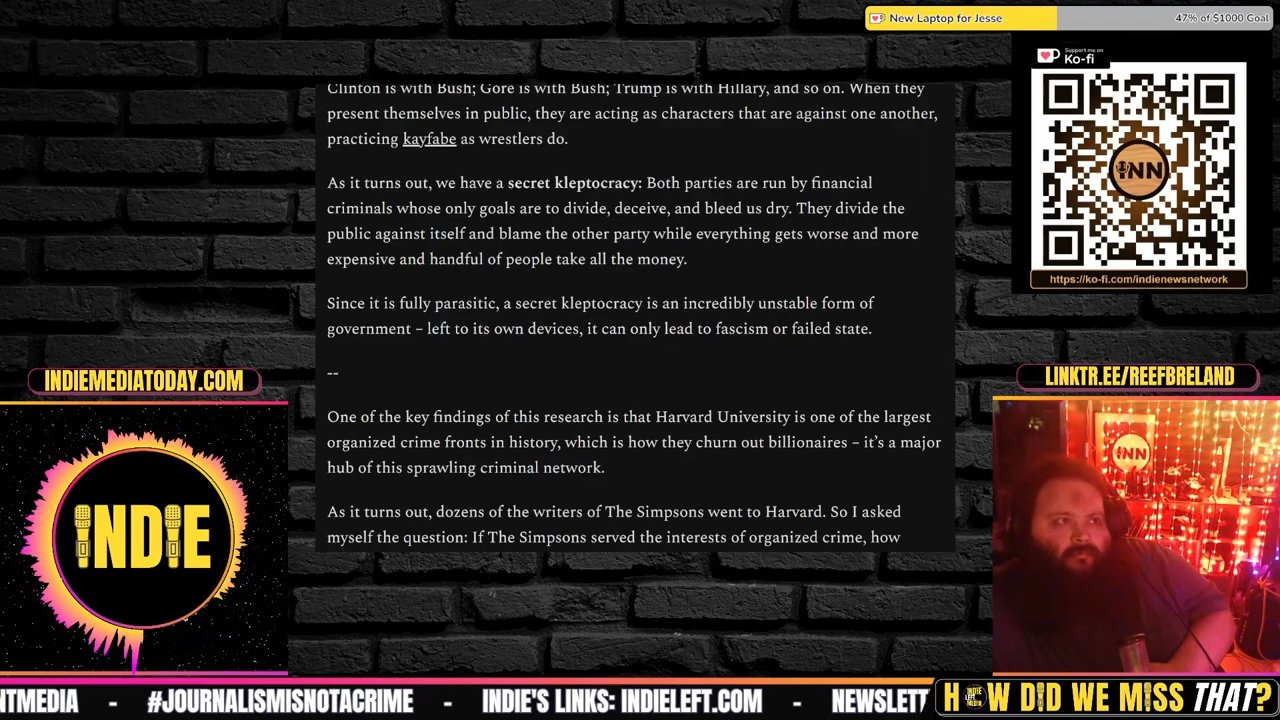 New Laptop for Jesse
47% of $1000 Goal
Support me on
Ko-fi
INN
https://ko-fi.com/indienewsnetwork
Clinton is with Bush; Gore is with Bush; Trump is with Hillary, and so on. When they
present themselves in public, they are acting as characters that are against one another,
practicing kayfabe as wrestlers do.
As it turns out, we have a secret kleptocracy: Both parties are run by financial
criminals whose only goals are to divide, deceive, and bleed us dry. They divide the
public against itself and blame the other party while everything gets worse and more
expensive and handful of people take all the money.
Since it is fully parasitic, a secret kleptocracy is an incredibly unstable form of
government – left to its own devices, it can only lead to fascism or failed state.
--
One of the key findings of this research is that Harvard University is one of the largest
organized crime fronts in history, which is how they churn out billionaires – it’s a major
hub of this sprawling criminal network.
As it turns out, dozens of the writers of The Simpsons went to Harvard. So I asked
myself the question: If The Simpsons served the interests of organized crime, how
INDIEMEDIATODAY.COM
INDIE
LINKTR.EE/REEFBRELAND
INN
NTMEDIA - #JOURNALISMISNOTACRIME - INDIE'S LINKS: INDIELEFT.COM - NEWSLETT
HOW DID WE MISS THAT?
INDIE LEFT MEDIA